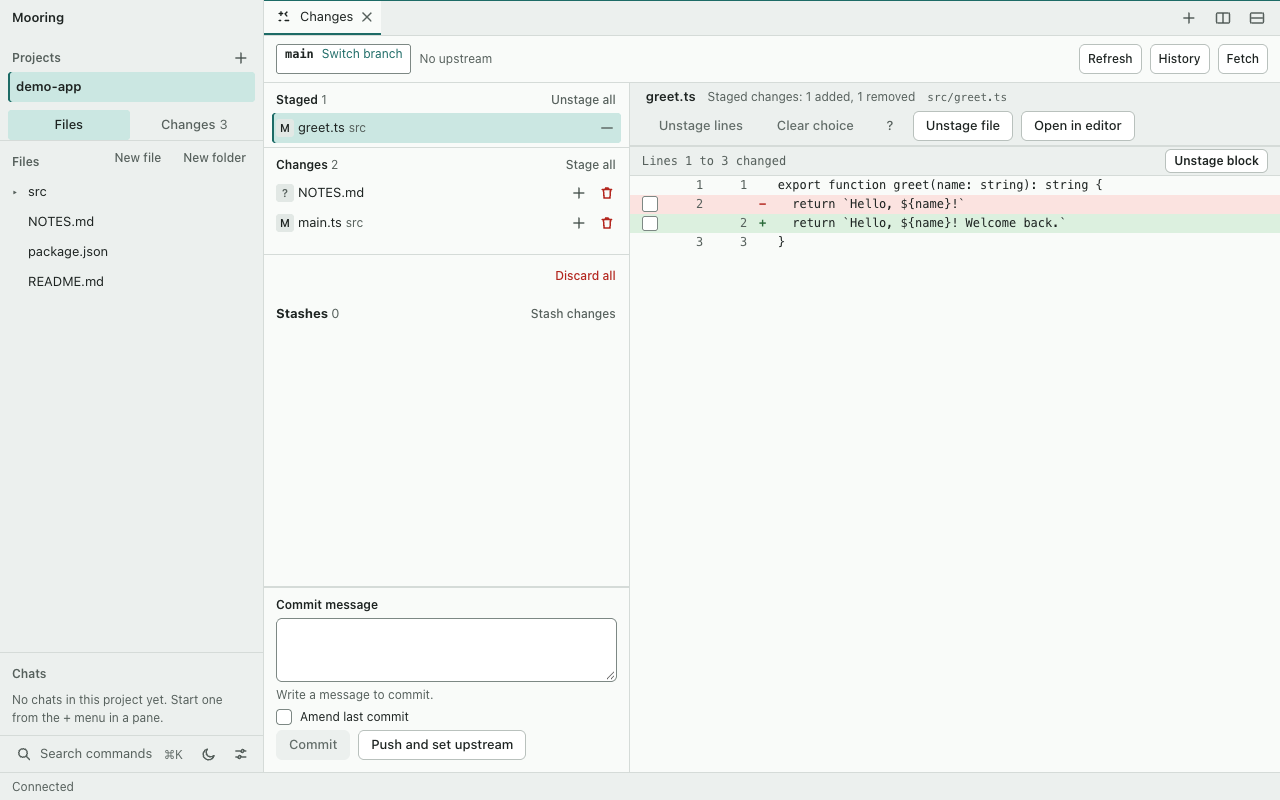 Mooring
Projects
demo-app
Files
Changes 3
Files
New file
New folder
src
NOTES.md
package.json
README.md
Chats
No chats in this project yet. Start one
from the + menu in a pane.
Search commands ⌘K
Connected
Changes
main Switch branch
No upstream
Refresh
History
Fetch
Staged 1
Unstage all
M greet.ts src
Changes 2
Stage all
? NOTES.md
M main.ts src
Discard all
Stashes 0
Stash changes
Commit message
Write a message to commit.
Amend last commit
Commit
Push and set upstream
greet.ts Staged changes: 1 added, 1 removed src/greet.ts
Unstage lines
Clear choice
?
Unstage file
Open in editor
Lines 1 to 3 changed
Unstage block
1 1 export function greet(name: string): string {
2 − return `Hello, ${name}!`
2 + return `Hello, ${name}! Welcome back.`
3 3 }